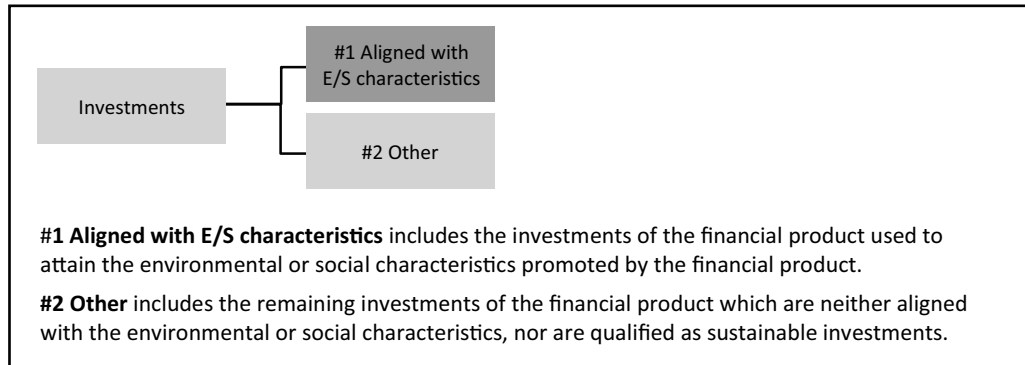 #1 Aligned with
E/S characteristics
Investments
#2 Other
#1 Aligned with E/S characteristics includes the investments of the financial product used to
attain the environmental or social characteristics promoted by the financial product.
#2 Other includes the remaining investments of the financial product which are neither aligned
with the environmental or social characteristics, nor are qualified as sustainable investments.